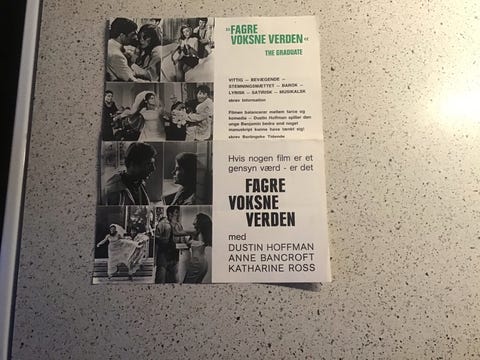 »FAGRE
VOKSNE VERDEN«
THE GRADUATE
VITTIG — BEVÆGENDE —
STEMNINGSMÆTTET — BARSK —
LYRISK — SATIRISK — MUSIKALSK
skrev Information
Filmen balancerer mellem farce og
komedie — Dustin Hoffman spiller den
unge Benjamin bedre end noget
manuskript kunne have tænkt sig!
skrev Berlingske Tidende
Hvis nogen film er et
gensyn værd - er det
FAGRE
VOKSNE
VERDEN
med
DUSTIN HOFFMAN
ANNE BANCROFT
KATHARINE ROSS